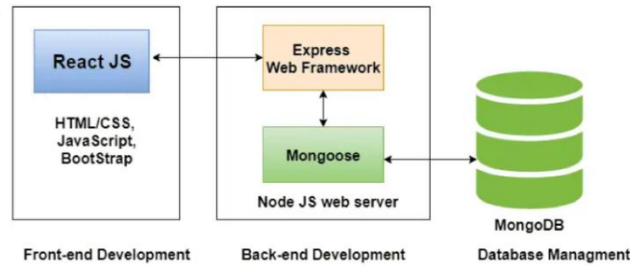 React JS
HTML/CSS,
JavaScript,
BootStrap
Express
Web Framework
Mongoose
Node JS web server
MongoDB
Front-end Development
Back-end Development
Database Managment